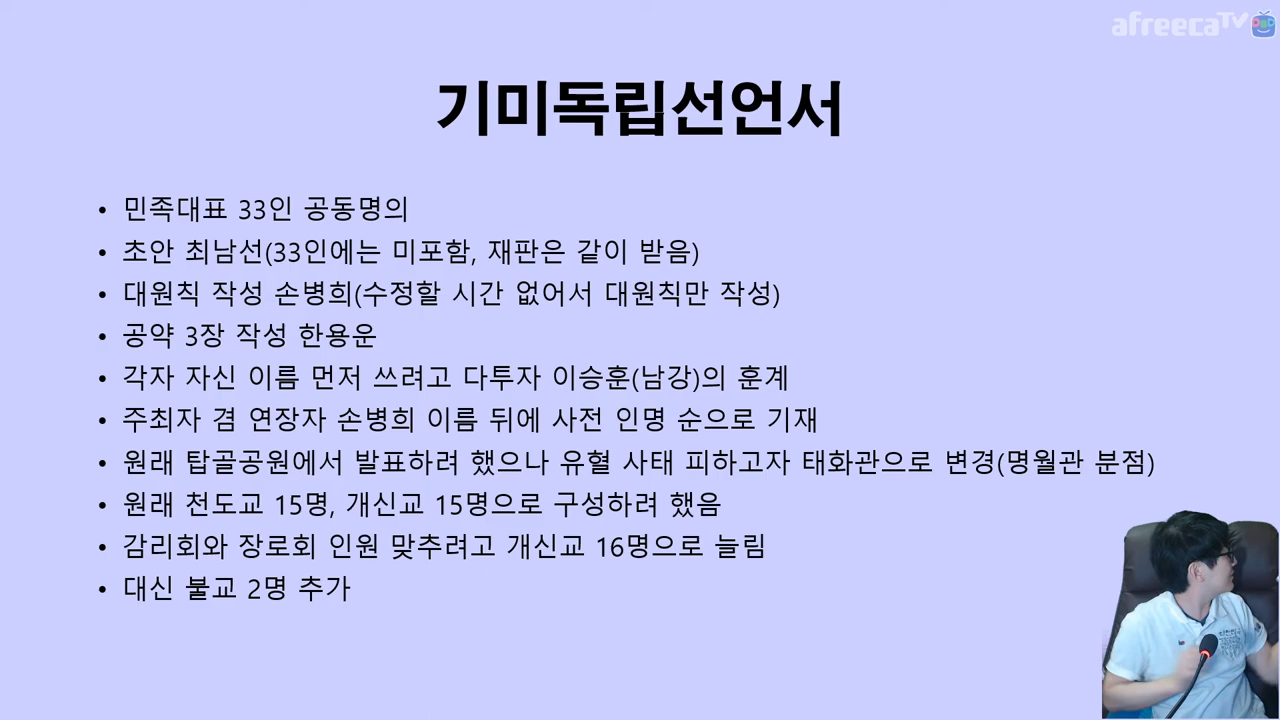 afreecaTV
기미독립선언서
• 민족대표 33인 공동명의
• 초안 최남선(33인에는 미포함, 재판은 같이 받음)
• 대원칙 작성 손병희(수정할 시간 없어서 대원칙만 작성)
• 공약 3장 작성 한용운
• 각자 자신 이름 먼저 쓰려고 다투자 이승훈(남강)의 훈계
• 주최자 겸 연장자 손병희 이름 뒤에 사전 인명 순으로 기재
• 원래 탑골공원에서 발표하려 했으나 유혈 사태 피하고자 태화관으로 변경(명월관 분점)
• 원래 천도교 15명, 개신교 15명으로 구성하려 했음
• 감리회와 장로회 인원 맞추려고 개신교 16명으로 늘림
• 대신 불교 2명 추가